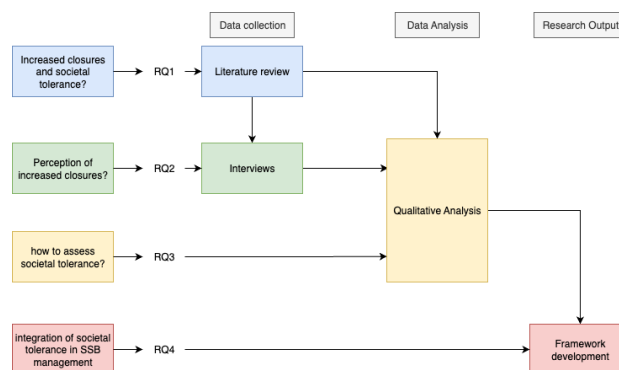 Data collection
Data Analysis
Research Output
Increased closures
and societal
tolerance?
RQ1
Literature review
Perception of
increased closures?
RQ2
Interviews
Qualitative Analysis
how to assess
societal tolerance?
RQ3
integration of societal
tolerance in SSB
management
RQ4
Framework
development